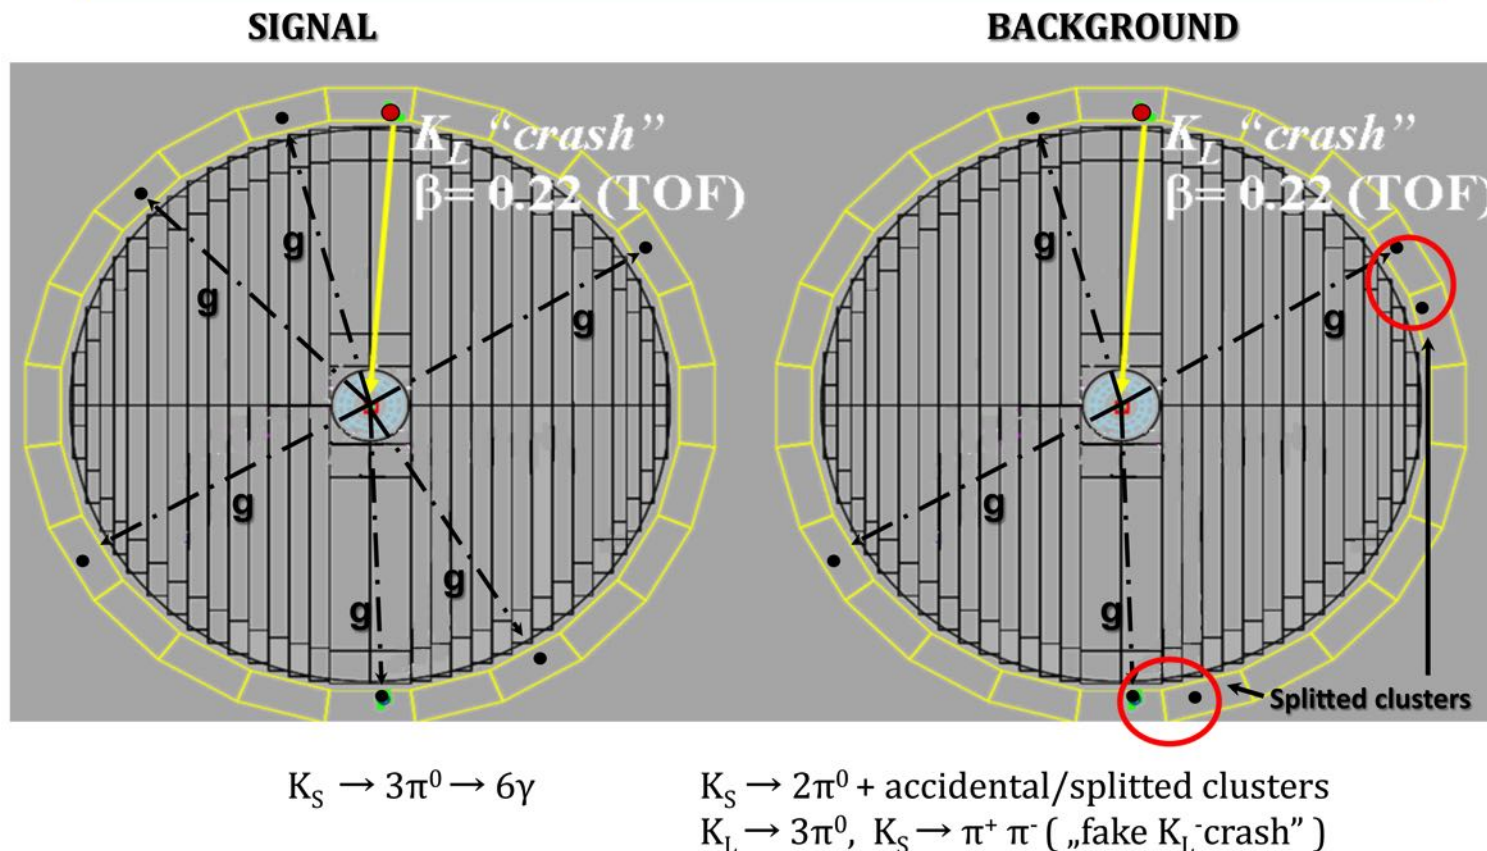 SIGNAL
BACKGROUND
K_L “crash”
β= 0.22 (TOF)
g
g
g
g
g
g
K_L “crash”
β= 0.22 (TOF)
g
g
g
g
Splitted clusters
K_S → 3π⁰ → 6γ
K_S → 2π⁰ + accidental/splitted clusters
K_L → 3π⁰, K_S → π⁺ π⁻ ( „fake K_L⁻crash” )